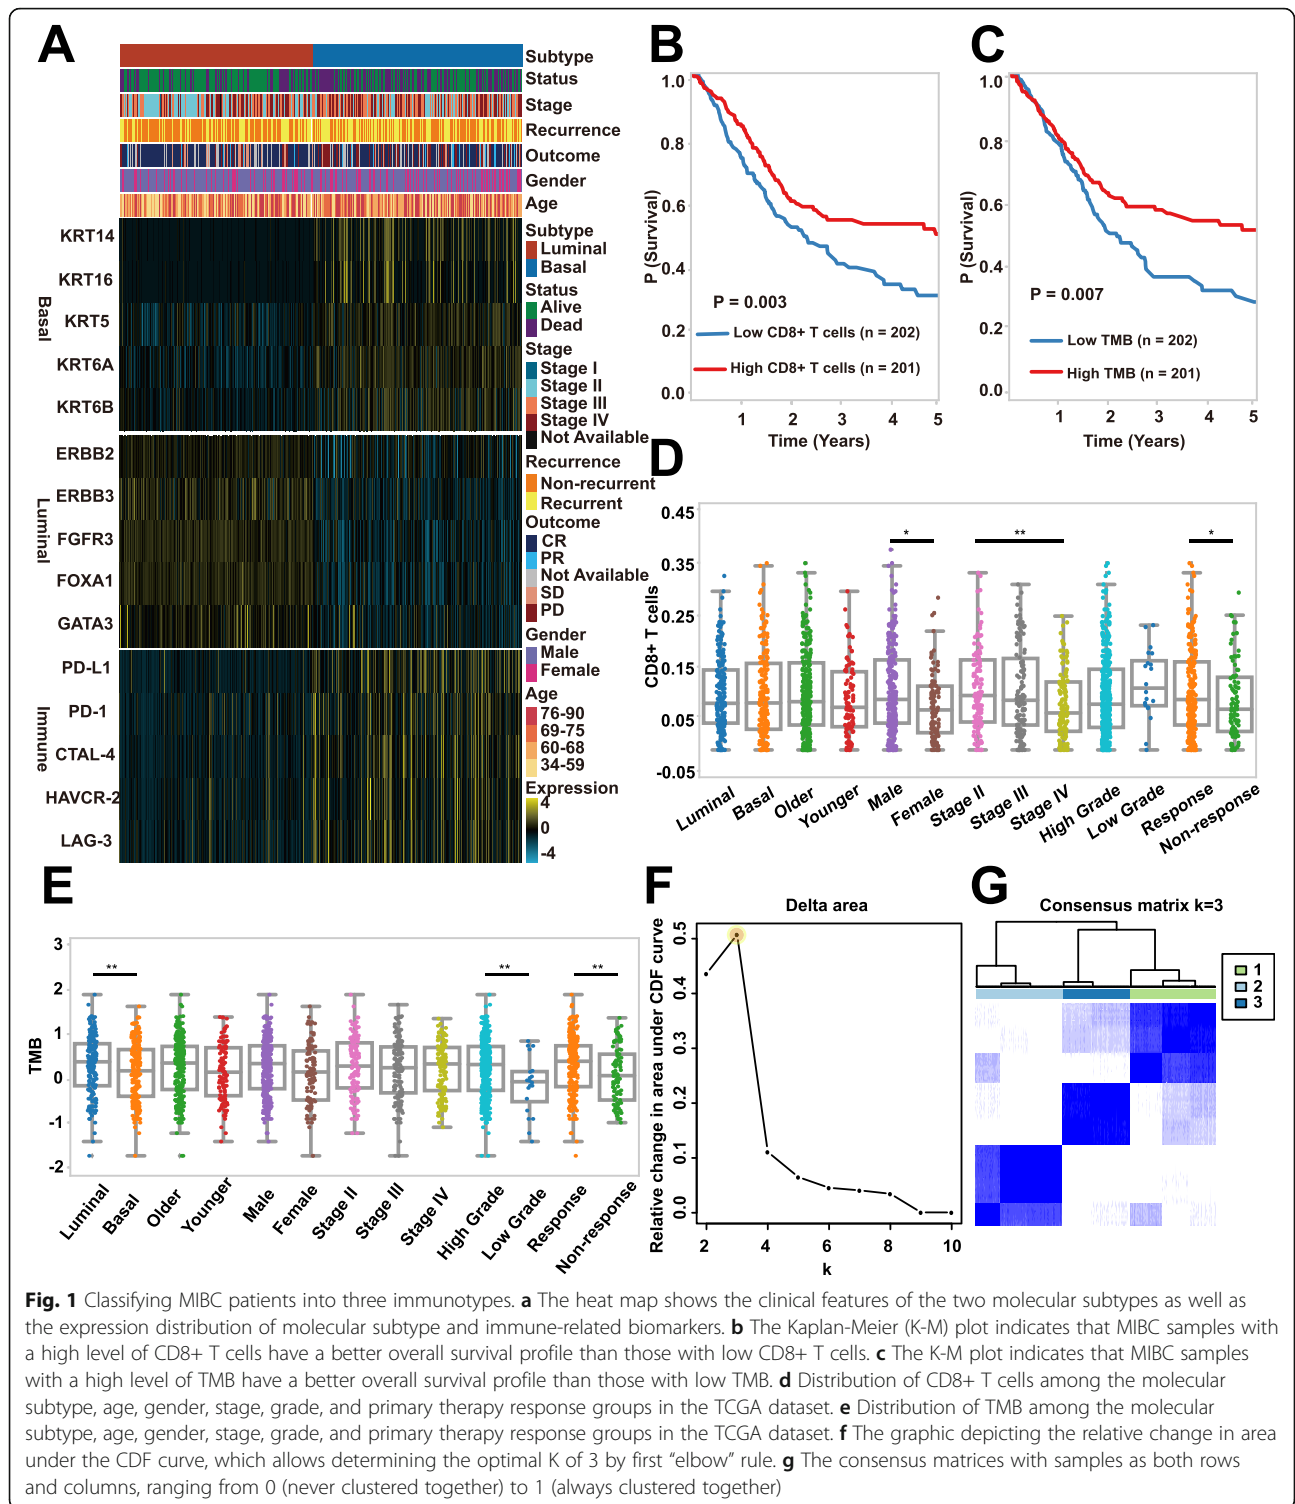 A
Subtype
Status
Stage
Recurrence
Outcome
Gender
Age
KRT14
KRT16
KRT5
KRT6A
KRT6B
Basal
ERBB2
ERBB3
FGFR3
FOXA1
GATA3
Luminal
PD-L1
PD-1
CTAL-4
HAVCR-2
LAG-3
Immune
Subtype
Luminal
Basal
Status
Alive
Dead
Stage
Stage I
Stage II
Stage III
Stage IV
Not Available
Recurrence
Non-recurrent
Recurrent
Outcome
CR
PR
Not Available
SD
PD
Gender
Male
Female
Age
76-90
69-75
60-68
34-59
Expression
4
0
-4
B
1.0
0.8
0.6
0.4
0.2
0.0
P (Survival)
P = 0.003
Low CD8+ T cells (n = 202)
High CD8+ T cells (n = 201)
1 2 3 4 5
Time (Years)
C
1.0
0.8
0.6
0.4
0.2
0.0
P (Survival)
P = 0.007
Low TMB (n = 202)
High TMB (n = 201)
1 2 3 4 5
Time (Years)
D
0.45
0.35
0.25
0.15
0.05
-0.05
CD8+ T cells
* ** *
Luminal Basal Older Younger Male Female Stage II Stage III Stage IV High Grade Low Grade Response Non-response
E
3
2
1
0
-1
-2
TMB
** ** **
Luminal Basal Older Younger Male Female Stage II Stage III Stage IV High Grade Low Grade Response Non-response
F
Delta area
Relative change in area under CDF curve
0.5
0.4
0.3
0.2
0.1
0.0
2 4 6 8 10
k
G
Consensus matrix k=3
1
2
3
Fig. 1 Classifying MIBC patients into three immunotypes. a The heat map shows the clinical features of the two molecular subtypes as well as
the expression distribution of molecular subtype and immune-related biomarkers. b The Kaplan-Meier (K-M) plot indicates that MIBC samples with
a high level of CD8+ T cells have a better overall survival profile than those with low CD8+ T cells. c The K-M plot indicates that MIBC samples
with a high level of TMB have a better overall survival profile than those with low TMB. d Distribution of CD8+ T cells among the molecular
subtype, age, gender, stage, grade, and primary therapy response groups in the TCGA dataset. e Distribution of TMB among the molecular
subtype, age, gender, stage, grade, and primary therapy response groups in the TCGA dataset. f The graphic depicting the relative change in area
under the CDF curve, which allows determining the optimal K of 3 by first “elbow” rule. g The consensus matrices with samples as both rows
and columns, ranging from 0 (never clustered together) to 1 (always clustered together)